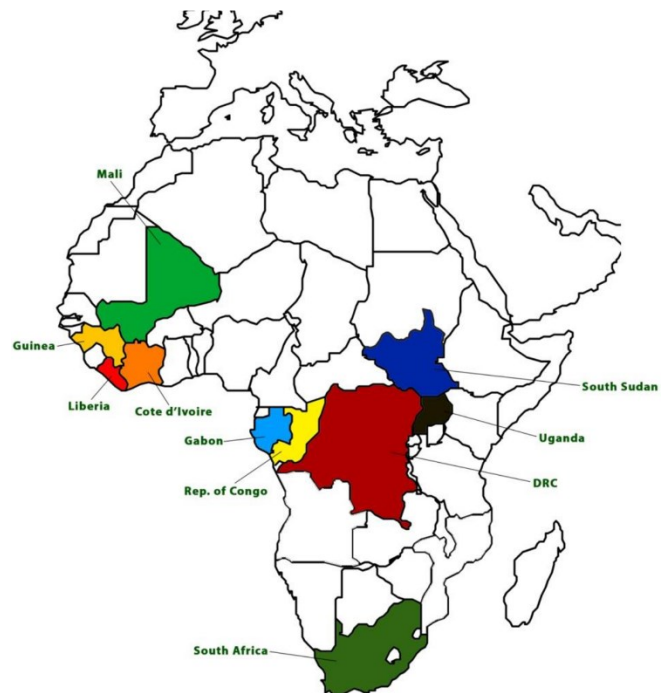 Mali
Guinea
Liberia
Cote d'Ivoire
South Sudan
Gabon
Uganda
Rep. of Congo
DRC
South Africa